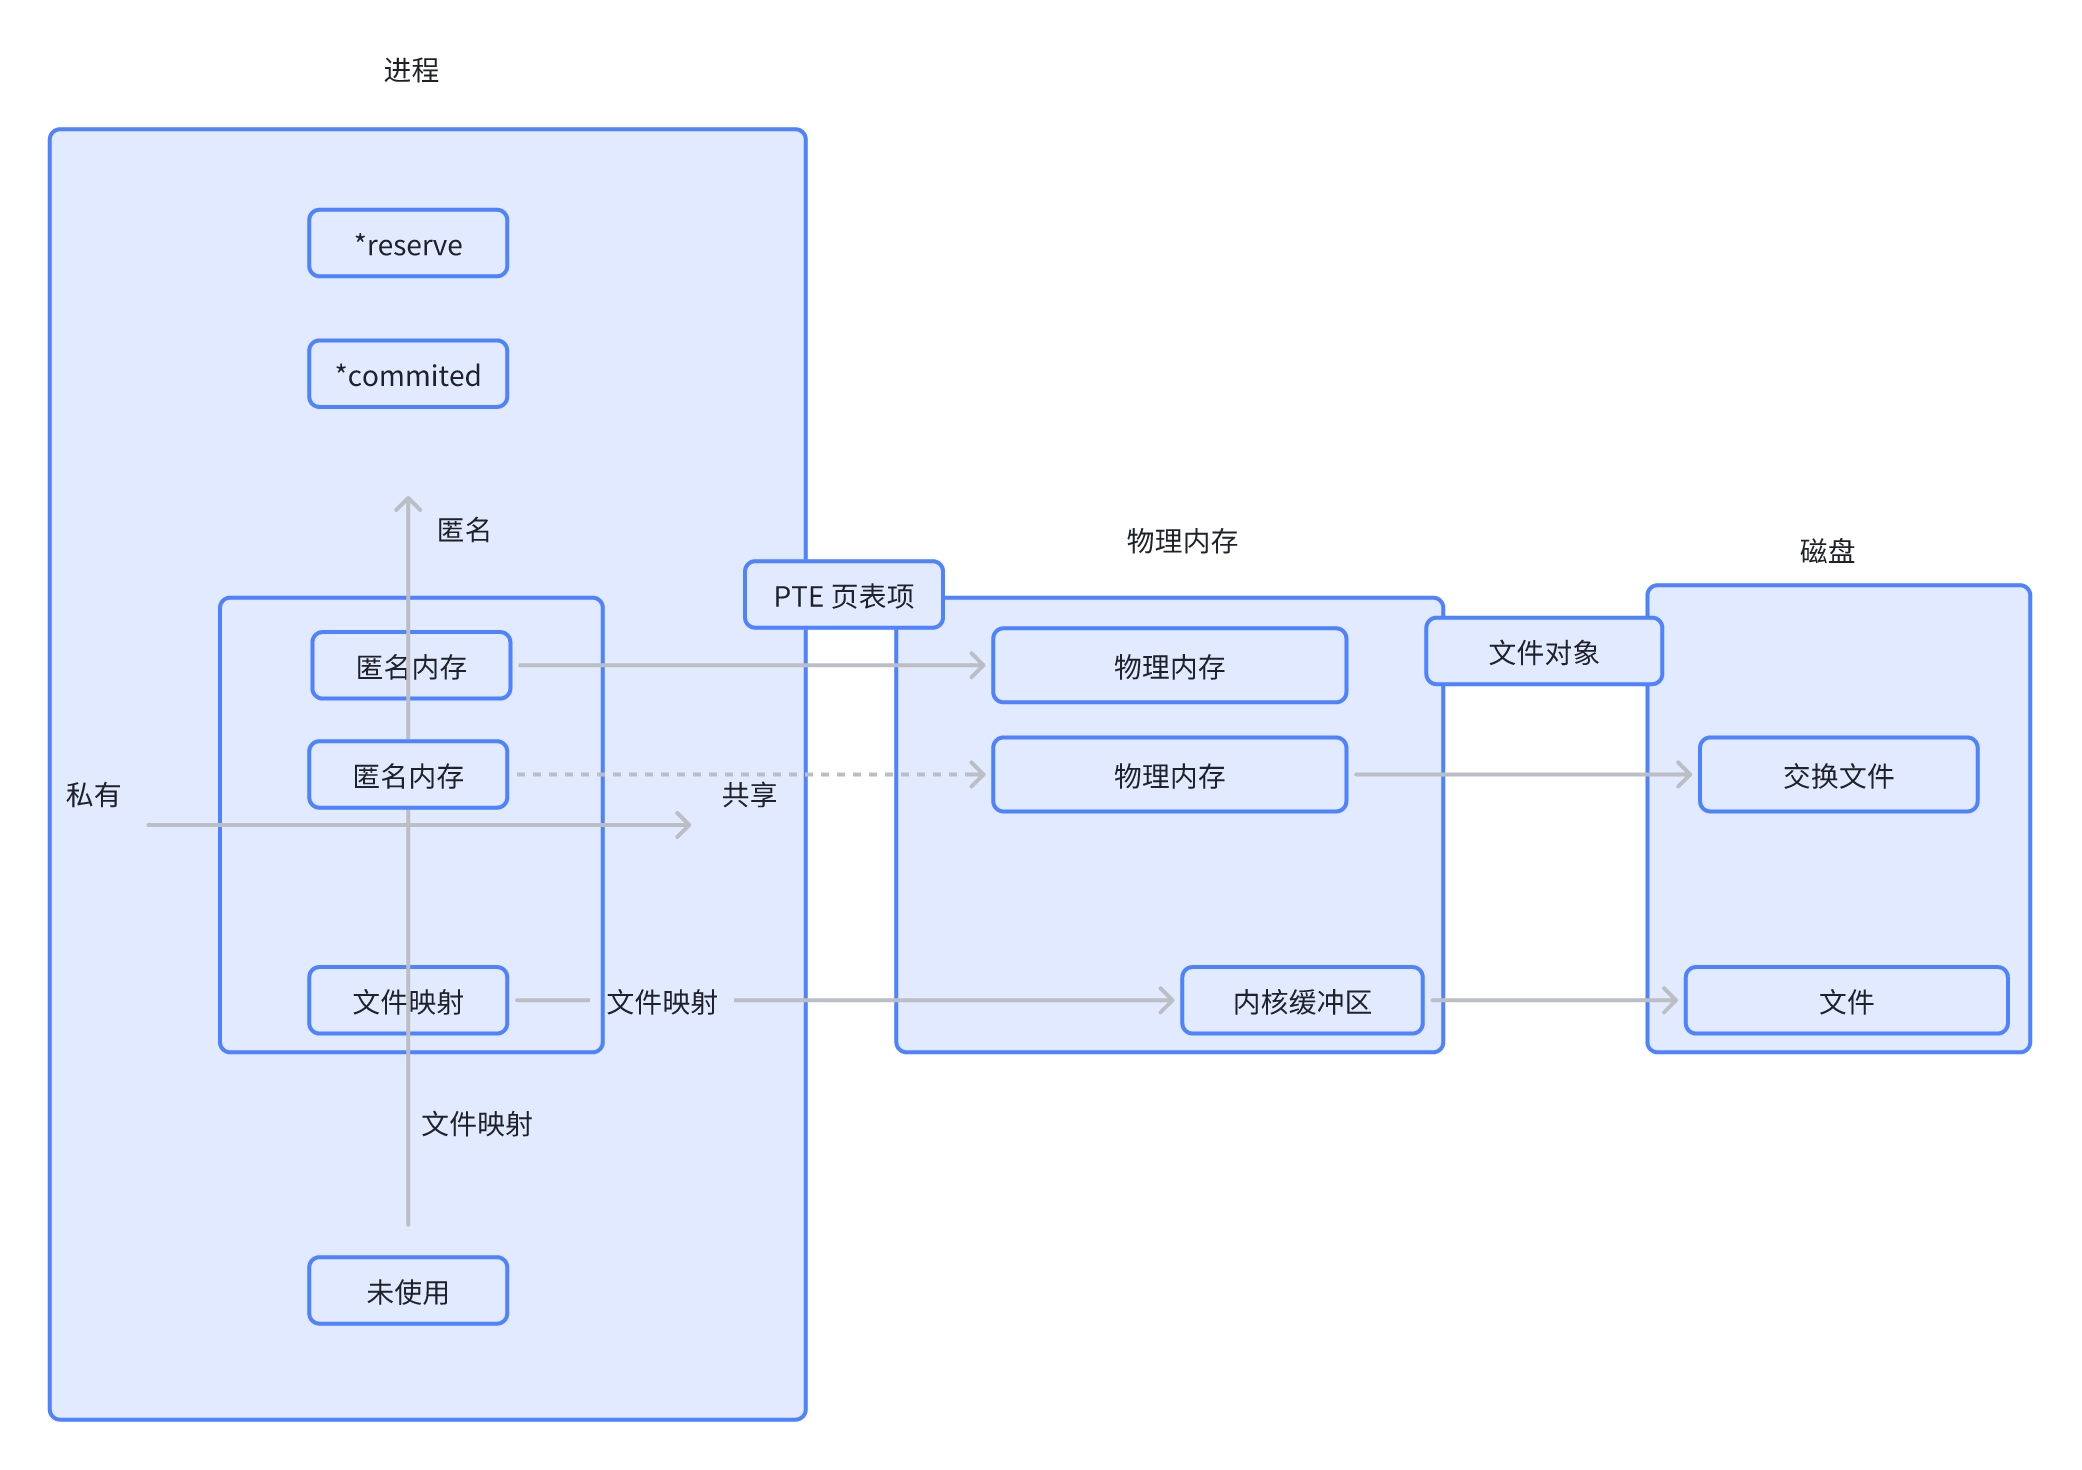 进程
*reserve
*commited
匿名
物理内存
磁盘
PTE 页表项
文件对象
匿名内存
物理内存
匿名内存
物理内存
交换文件
私有
共享
文件映射
文件映射
内核缓冲区
文件
文件映射
未使用